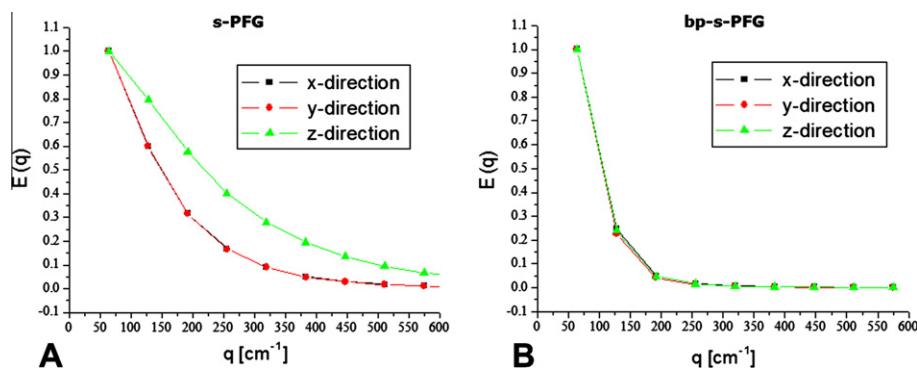 s-PFG
1.1
1.0
0.9
0.8
0.7
0.6
0.5
0.4
0.3
0.2
0.1
0.0
-0.1
E (q)
x-direction
y-direction
z-direction
0 50 100 150 200 250 300 350 400 450 500 550 600
q [cm⁻¹]
A
bp-s-PFG
1.1
1.0
0.9
0.8
0.7
0.6
0.5
0.4
0.3
0.2
0.1
0.0
-0.1
E (q)
x-direction
y-direction
z-direction
0 50 100 150 200 250 300 350 400 450 500 550 600
q [cm⁻¹]
B